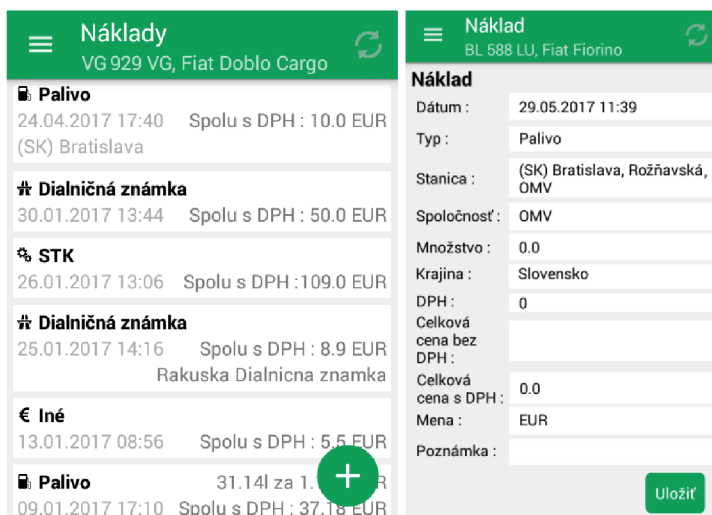 Náklady
VG 929 VG, Fiat Doblo Cargo
Palivo
24.04.2017 17:40 Spolu s DPH : 10.0 EUR
(SK) Bratislava
Dialničná známka
30.01.2017 13:44 Spolu s DPH : 50.0 EUR
STK
26.01.2017 13:06 Spolu s DPH :109.0 EUR
Dialničná známka
25.01.2017 14:16 Spolu s DPH : 8.9 EUR
Rakuska Dialnicna znamka
€ Iné
13.01.2017 08:56 Spolu s DPH : 5.5 EUR
Palivo 31.14l za 1.
09.01.2017 17:10 Spolu s DPH : 37.18 EUR
Náklad
BL 588 LU, Fiat Fiorino
Náklad
Dátum : 29.05.2017 11:39
Typ : Palivo
Stanica : (SK) Bratislava, Rožňavská,
OMV
Spoločnosť : OMV
Množstvo : 0.0
Krajina : Slovensko
DPH : 0
Celková
cena bez
DPH :
Celková
cena s DPH : 0.0
Mena : EUR
Poznámka :
Uložiť